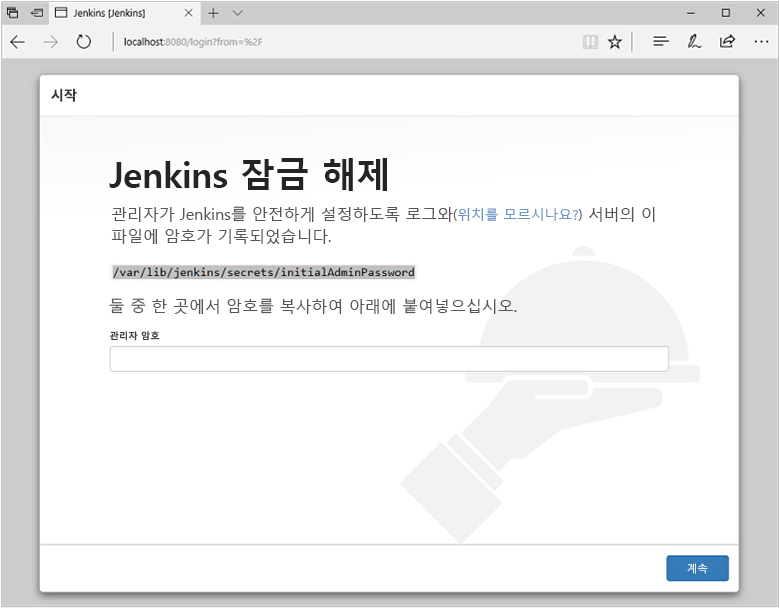 Jenkins [Jenkins]
localhost:8080/login?from=%2F
시작
Jenkins 잠금 해제
관리자가 Jenkins를 안전하게 설정하도록 로그와(위치를 모르시나요?) 서버의 이
파일에 암호가 기록되었습니다.
/var/lib/jenkins/secrets/initialAdminPassword
둘 중 한 곳에서 암호를 복사하여 아래에 붙여넣으십시오.
관리자 암호
계속